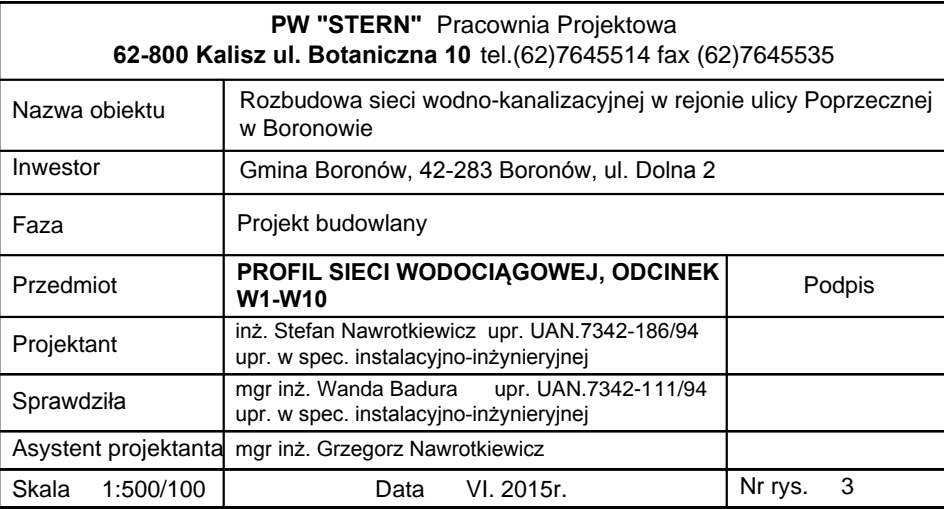 PW "STERN" Pracownia Projektowa
62-800 Kalisz ul. Botaniczna 10 tel.(62)7645514 fax (62)7645535
Nazwa obiektu
Rozbudowa sieci wodno-kanalizacyjnej w rejonie ulicy Poprzecznej
w Boronowie
Inwestor
Gmina Boronów, 42-283 Boronów, ul. Dolna 2
Faza
Projekt budowlany
Przedmiot
PROFIL SIECI WODOCIĄGOWEJ, ODCINEK
W1-W10
Podpis
Projektant
inż. Stefan Nawrotkiewicz upr. UAN.7342-186/94
upr. w spec. instalacyjno-inżynieryjnej
Sprawdziła
mgr inż. Wanda Badura upr. UAN.7342-111/94
upr. w spec. instalacyjno-inżynieryjnej
Asystent projektanta mgr inż. Grzegorz Nawrotkiewicz
Skala 1:500/100 Data VI. 2015r. Nr rys. 3